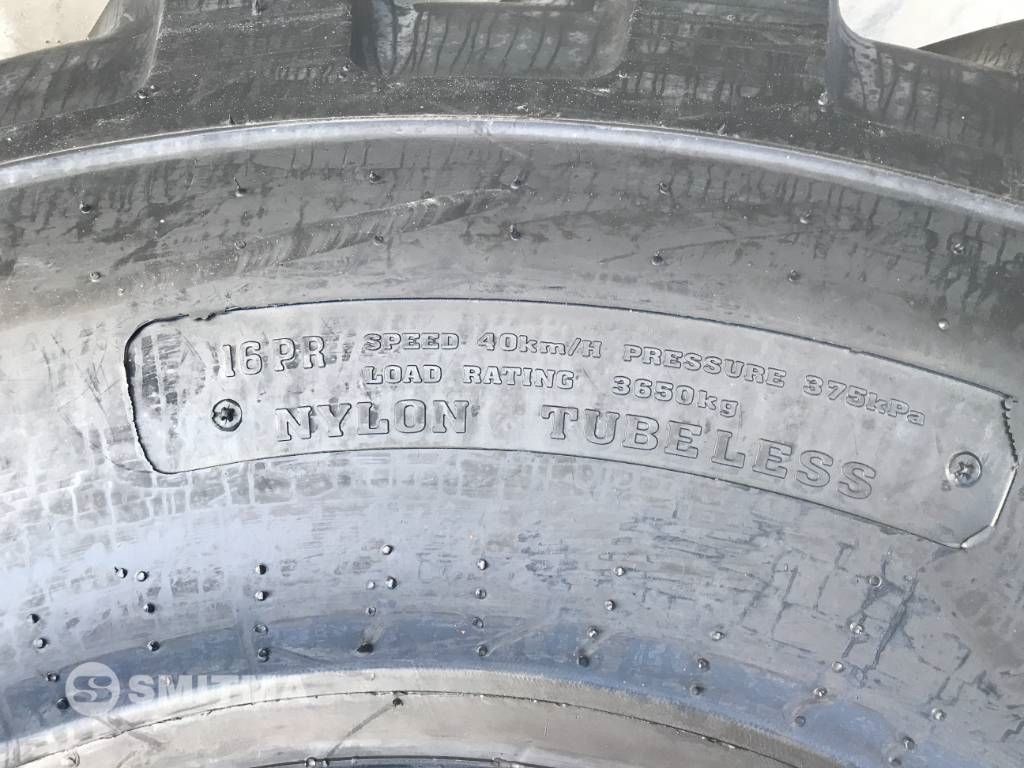 16PR SPEED 40km/H PRESSURE 375kPa
LOAD RATING 3650kg
NYLON TUBELESS
S SMITMA